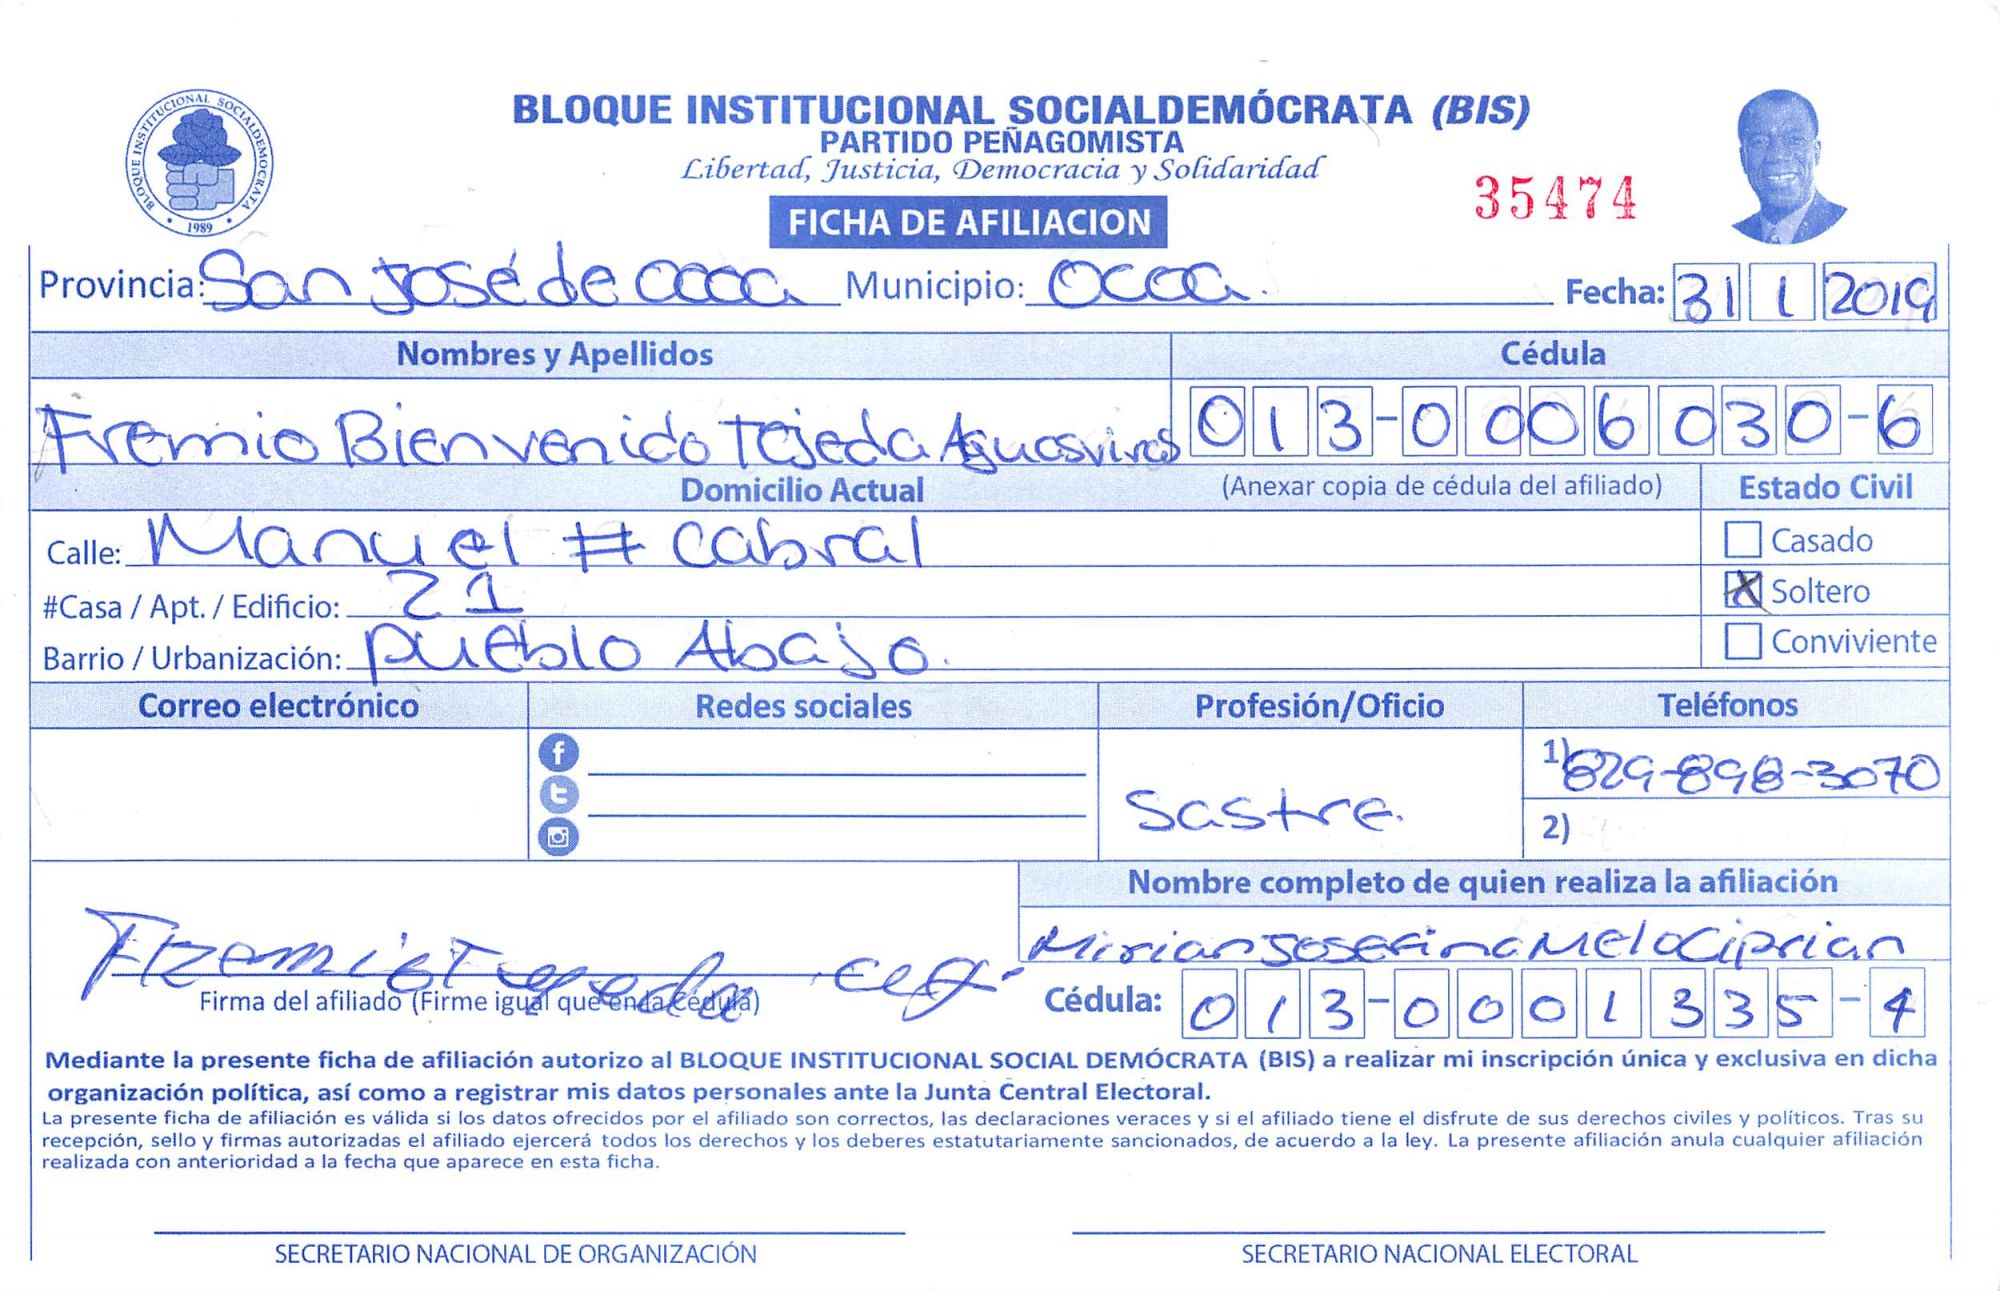 BLOQUE INSTITUCIONAL SOCIALDEMOCRATA
1989
BLOQUE INSTITUCIONAL SOCIALDEMÓCRATA (BIS)
PARTIDO PEÑAGOMISTA
Libertad, Justicia, Democracia y Solidaridad
35474
FICHA DE AFILIACION
Provincia: San José de Ocoa Municipio: Ocoa. Fecha: 31 1 2019
Nombres y Apellidos Cédula
Fremio Bienvenido Tejeda Aguasvivas 013-0006030-6
Domicilio Actual (Anexar copia de cédula del afiliado) Estado Civil
Calle: Manuel # Cabral Casado
#Casa / Apt. / Edificio: 21 X Soltero
Barrio / Urbanización: Pueblo Abajo. Conviviente
Correo electrónico Redes sociales Profesión/Oficio Teléfonos
1) 829-898-3070
Sastre.
2)
Nombre completo de quien realiza la afiliación
Mirian Josefina Melo Ciprian
Fremio Tejeda
Firma del afiliado (Firme igual que en la cédula) Cédula: 013-0001335-4
Mediante la presente ficha de afiliación autorizo al BLOQUE INSTITUCIONAL SOCIAL DEMÓCRATA (BIS) a realizar mi inscripción única y exclusiva en dicha
organización política, así como a registrar mis datos personales ante la Junta Central Electoral.
La presente ficha de afiliación es válida si los datos ofrecidos por el afiliado son correctos, las declaraciones veraces y si el afiliado tiene el disfrute de sus derechos civiles y políticos. Tras su
recepción, sello y firmas autorizadas el afiliado ejercerá todos los derechos y los deberes estatutariamente sancionados, de acuerdo a la ley. La presente afiliación anula cualquier afiliación
realizada con anterioridad a la fecha que aparece en esta ficha.
SECRETARIO NACIONAL DE ORGANIZACIÓN SECRETARIO NACIONAL ELECTORAL